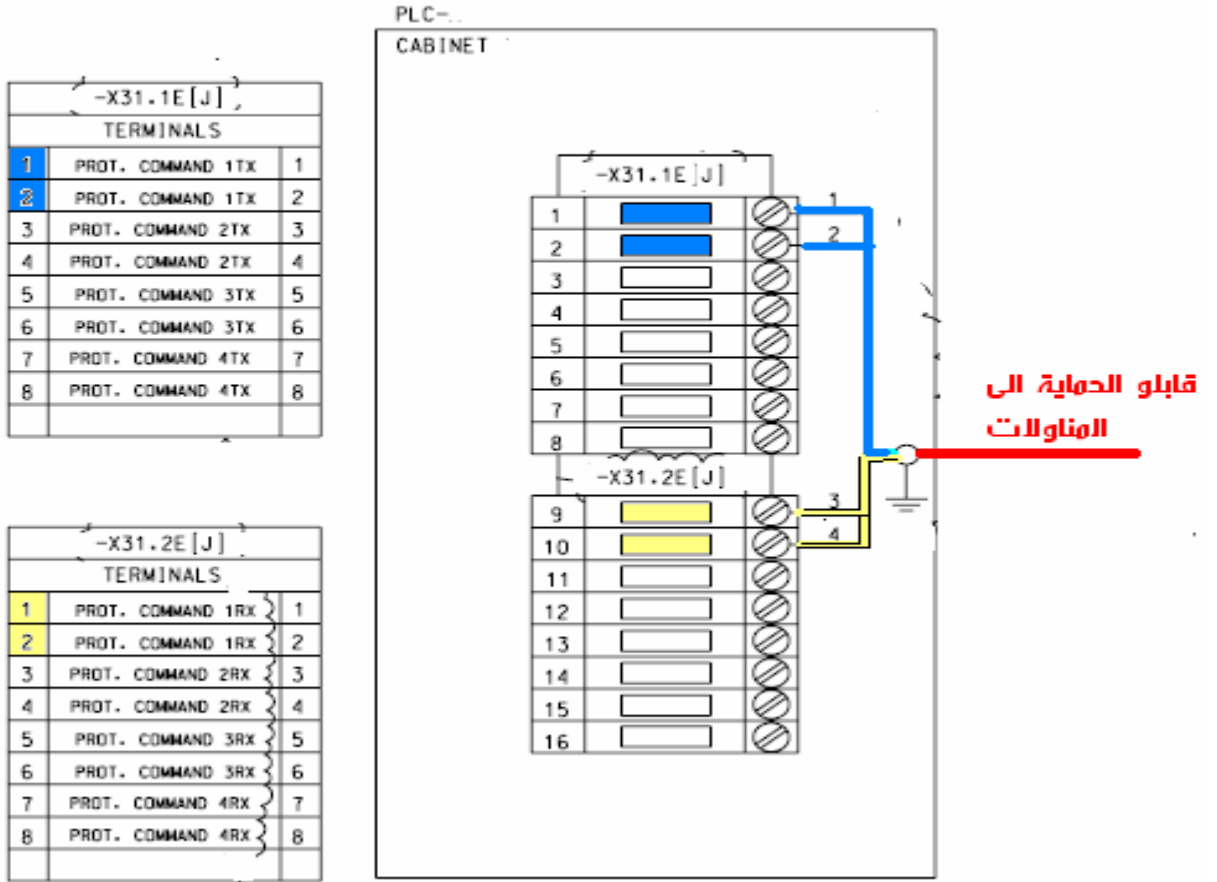 PLC-..
CABINET
-X31.1E[J]
TERMINALS
1 PROT. COMMAND 1TX 1
2 PROT. COMMAND 1TX 2
3 PROT. COMMAND 2TX 3
4 PROT. COMMAND 2TX 4
5 PROT. COMMAND 3TX 5
6 PROT. COMMAND 3TX 6
7 PROT. COMMAND 4TX 7
8 PROT. COMMAND 4TX 8
-X31.2E[J]
TERMINALS
1 PROT. COMMAND 1RX 1
2 PROT. COMMAND 1RX 2
3 PROT. COMMAND 2RX 3
4 PROT. COMMAND 2RX 4
5 PROT. COMMAND 3RX 5
6 PROT. COMMAND 3RX 6
7 PROT. COMMAND 4RX 7
8 PROT. COMMAND 4RX 8
-X31.1E[J]
1 1
2 2
3
4
5
6
7
8
-X31.2E[J]
9 3
10 4
11
12
13
14
15
16
قابلو الحماية الى
المناولات